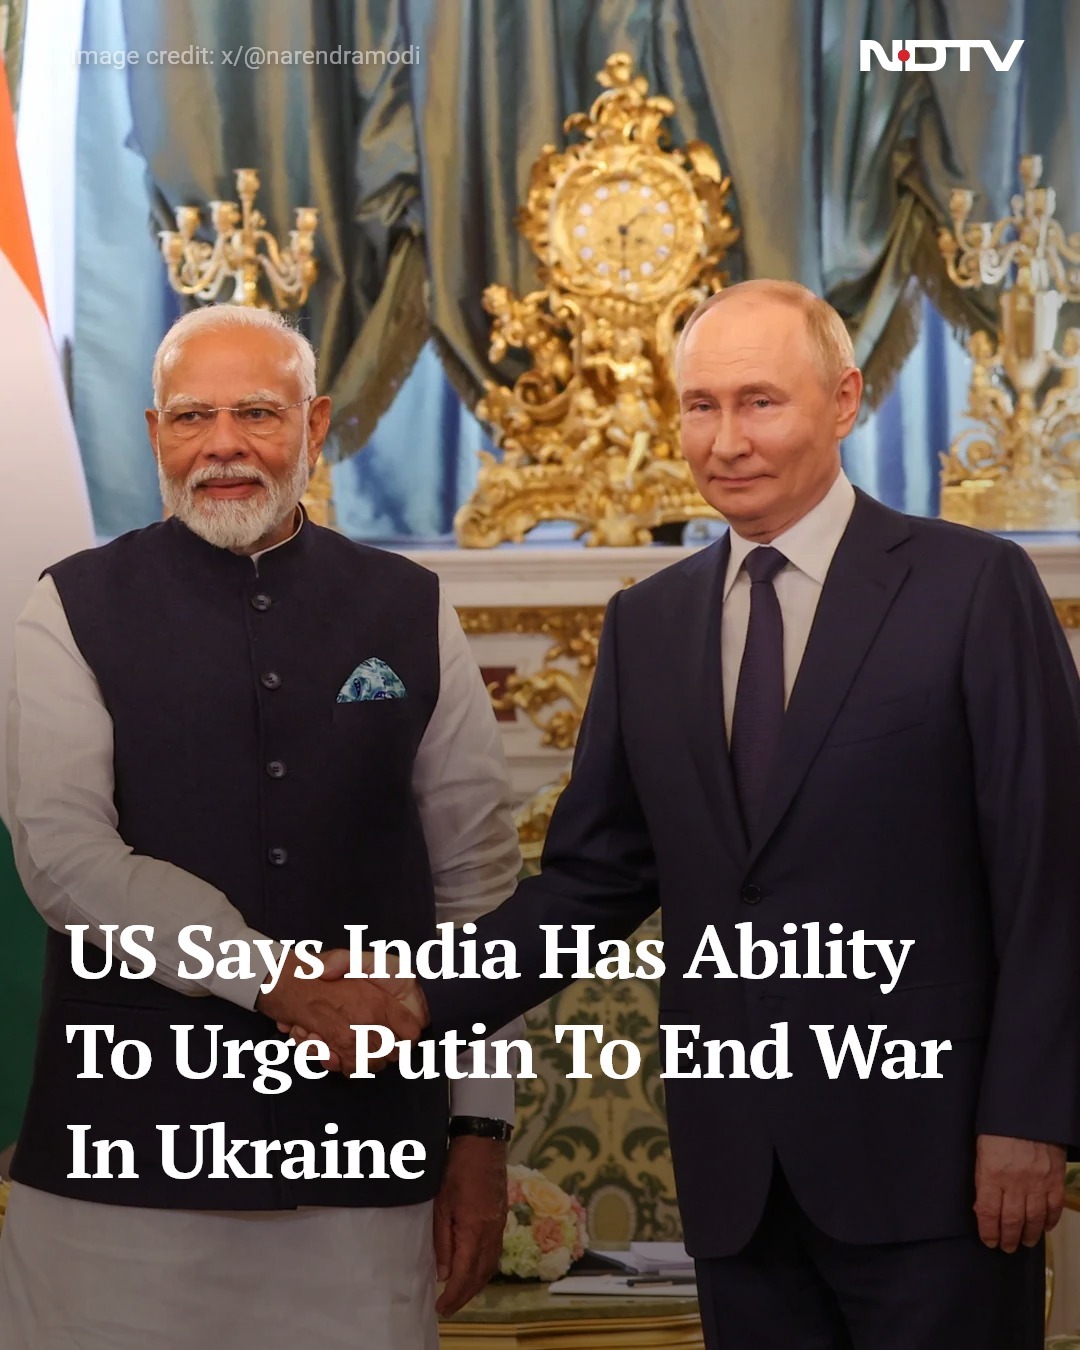 image credit: x/@narendramodi
NDTV
US Says India Has Ability
To Urge Putin To End War
In Ukraine